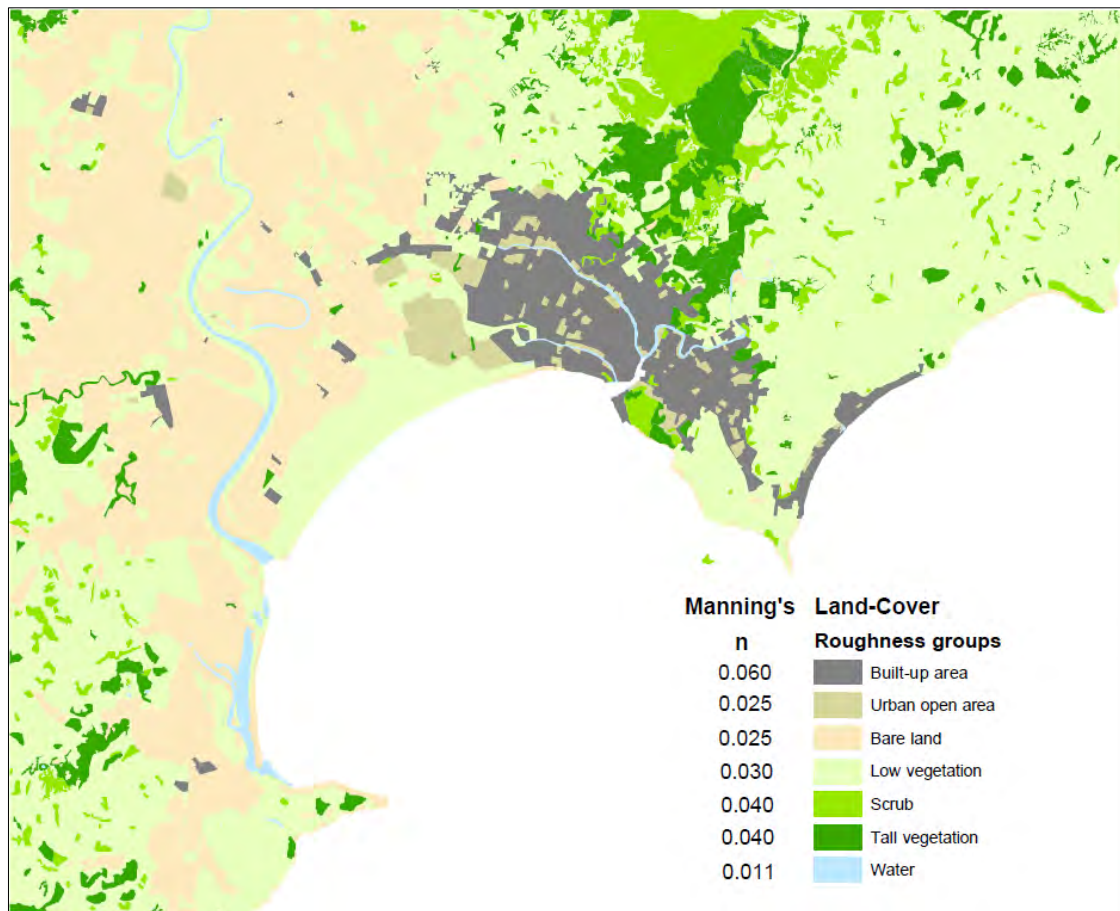 Manning's Land-Cover
n Roughness groups
0.060 Built-up area
0.025 Urban open area
0.025 Bare land
0.030 Low vegetation
0.040 Scrub
0.040 Tall vegetation
0.011 Water